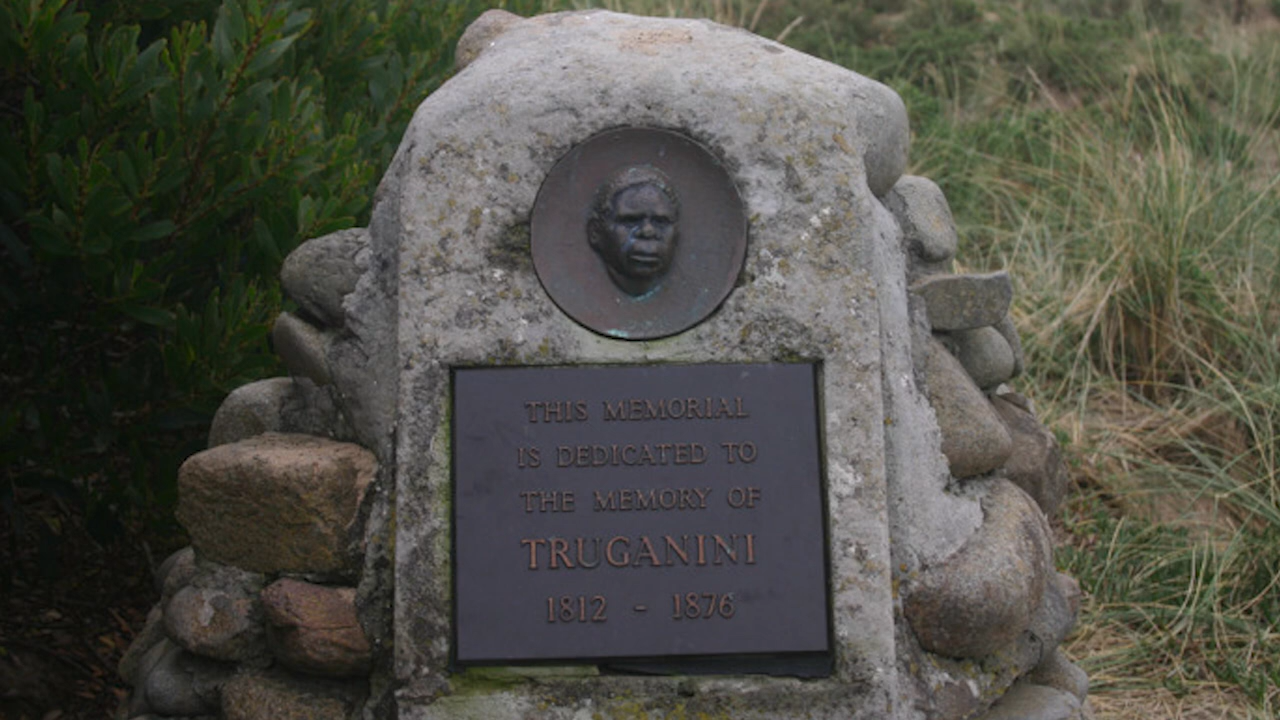 THIS MEMORIAL
IS DEDICATED TO
THE MEMORY OF
TRUGANINI
1812 - 1876